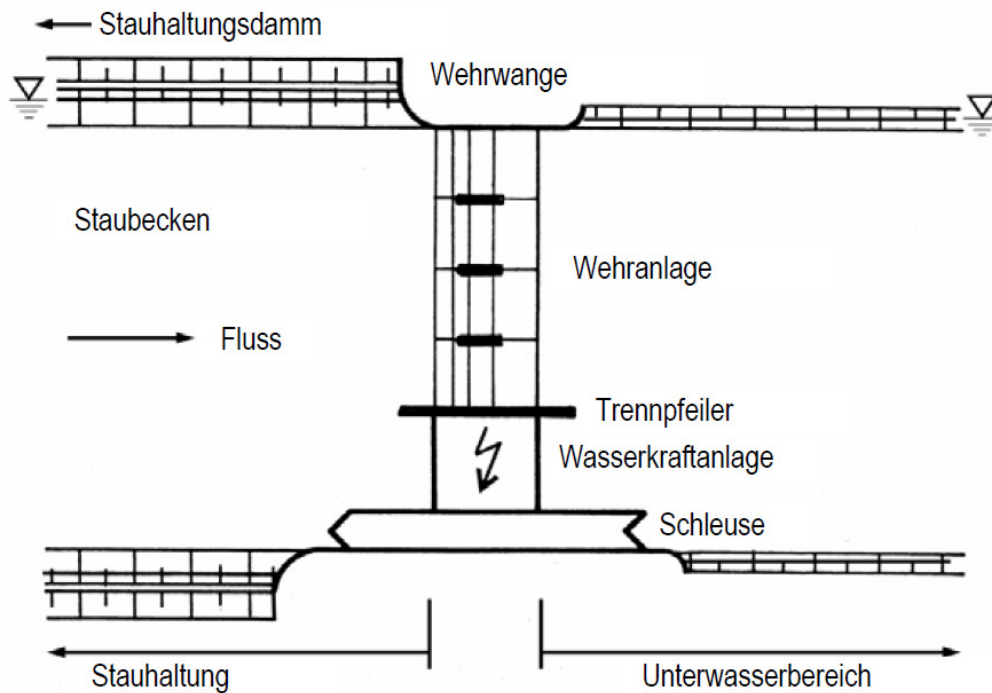 Stauhaltungsdamm
Wehrwange
Staubecken
Wehranlage
Fluss
Trennpfeiler
Wasserkraftanlage
Schleuse
Stauhaltung
Unterwasserbereich